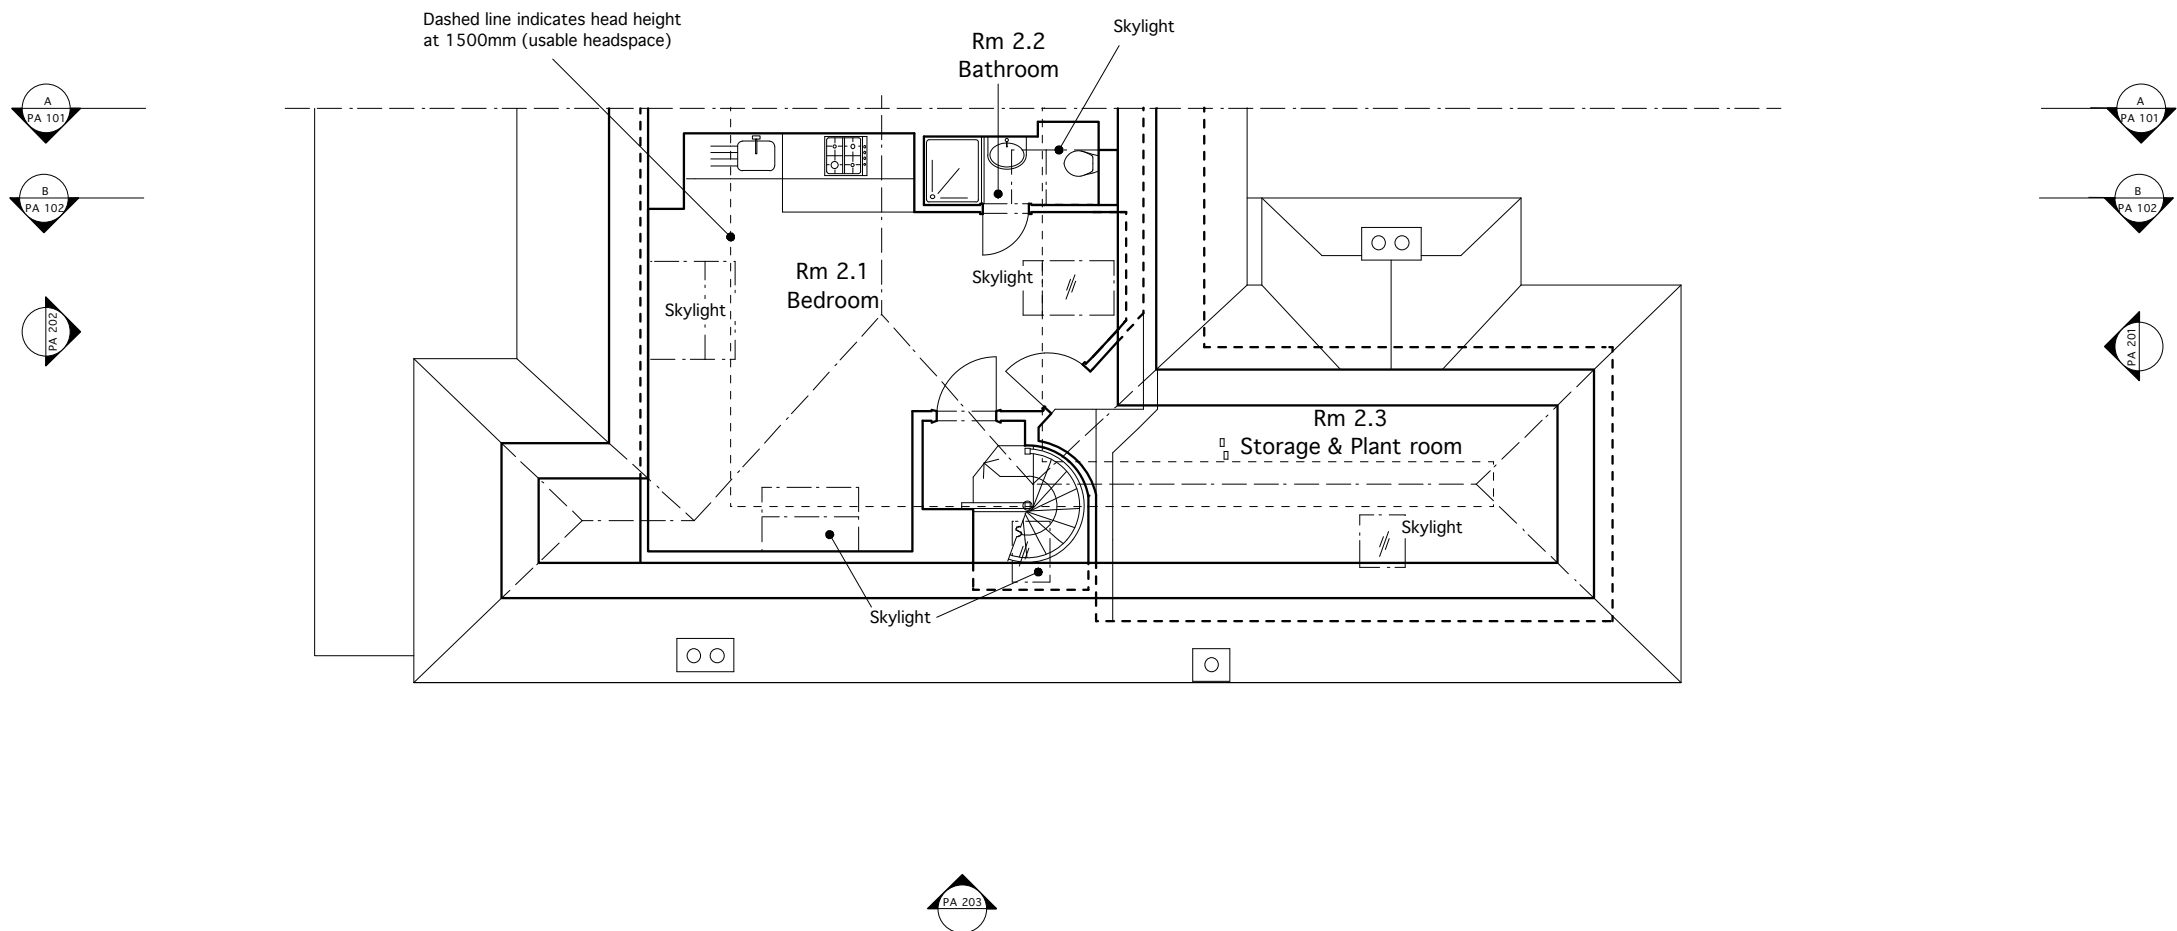 Dashed line indicates head height
at 1500mm (usable headspace)
Rm 2.2
Bathroom
Skylight
A
PA 101
A
PA 101
B
PA 102
B
PA 102
Rm 2.1
Bedroom
Skylight
Skylight
PA 202
PA 201
Rm 2.3
Storage & Plant room
Skylight
Skylight
PA 203